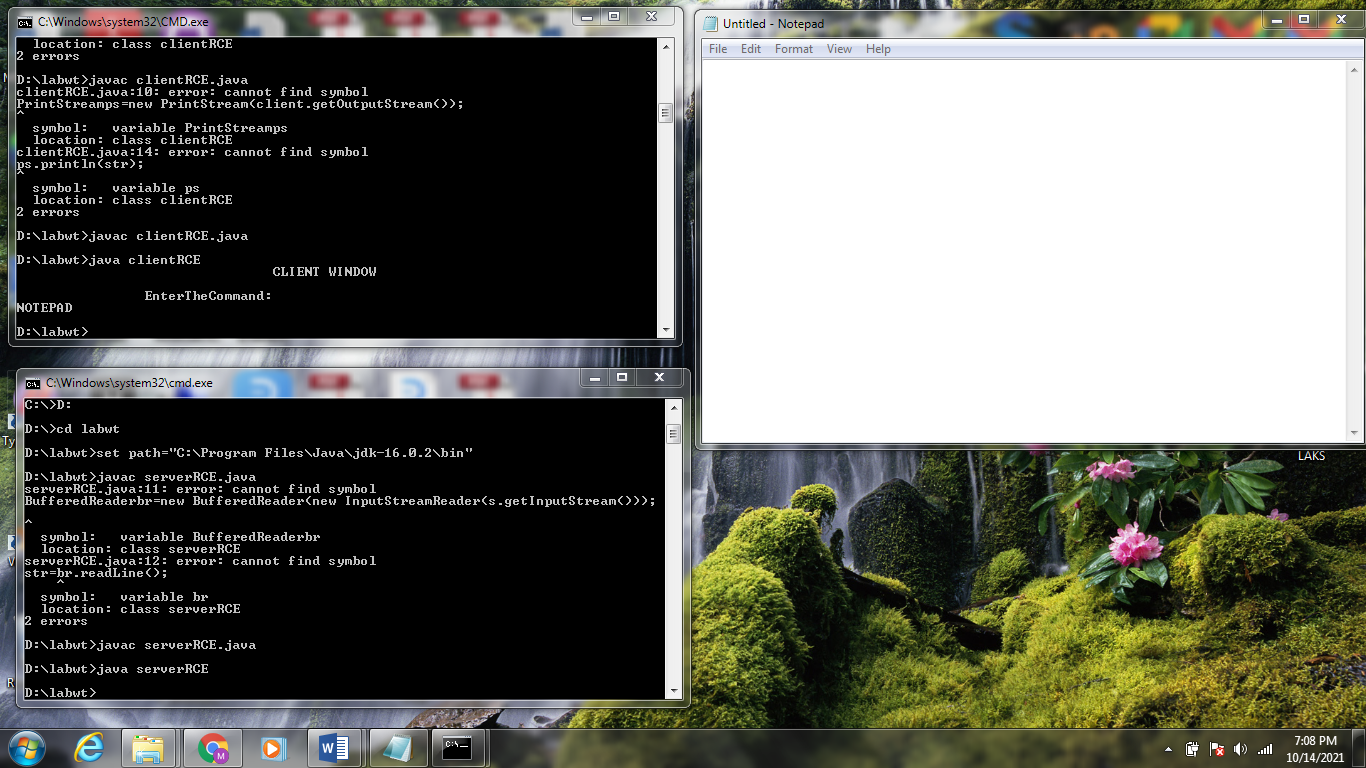 C:\Windows\system32\CMD.exe
location: class clientRCE
2 errors
D:\labwt>javac clientRCE.java
clientRCE.java:10: error: cannot find symbol
PrintStreamps=new PrintStream(client.getOutputStream());
^
symbol:   variable PrintStreamps
location: class clientRCE
clientRCE.java:14: error: cannot find symbol
ps.println(str);
^
symbol:   variable ps
location: class clientRCE
2 errors
D:\labwt>javac clientRCE.java
D:\labwt>java clientRCE
CLIENT WINDOW
EnterTheCommand:
NOTEPAD
D:\labwt>
Untitled - Notepad
File Edit Format View Help
C:\Windows\system32\cmd.exe
C:\>D:
D:\>cd labwt
D:\labwt>set path="C:\Program Files\Java\jdk-16.0.2\bin"
D:\labwt>javac serverRCE.java
serverRCE.java:11: error: cannot find symbol
BufferedReaderbr=new BufferedReader(new InputStreamReader(s.getInputStream()));
^
symbol:   variable BufferedReaderbr
location: class serverRCE
serverRCE.java:12: error: cannot find symbol
str=br.readLine();
^
symbol:   variable br
location: class serverRCE
2 errors
D:\labwt>javac serverRCE.java
D:\labwt>java serverRCE
D:\labwt>
LAKS
Ty
7:08 PM
10/14/2021